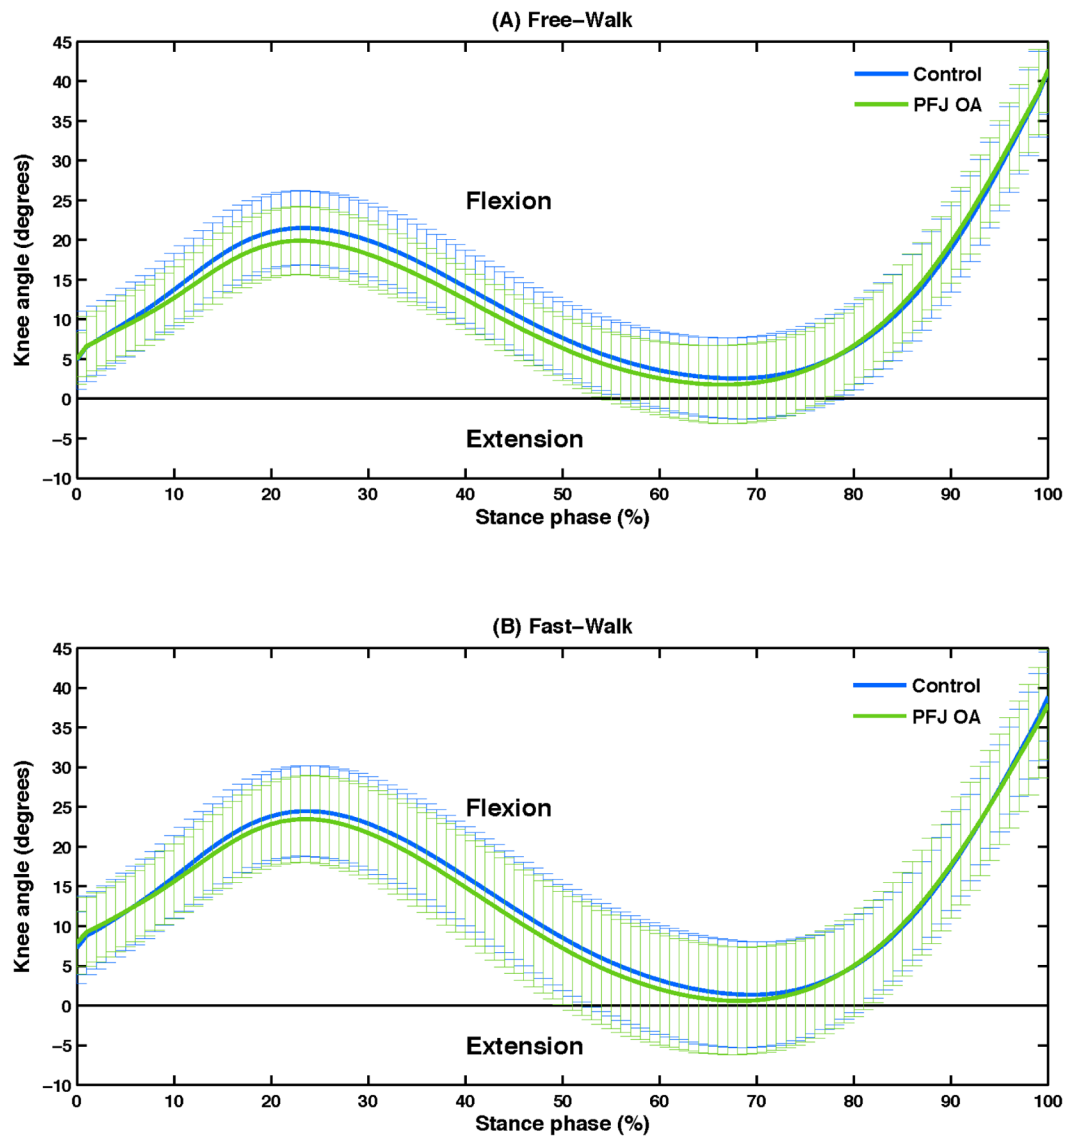 (A) Free−Walk
45
40
35
30
25
20
15
10
5
0
−5
−10
Knee angle (degrees)
Control
PFJ OA
Flexion
Extension
0 10 20 30 40 50 60 70 80 90 100
Stance phase (%)
(B) Fast−Walk
45
40
35
30
25
20
15
10
5
0
−5
−10
Knee angle (degrees)
Control
PFJ OA
Flexion
Extension
0 10 20 30 40 50 60 70 80 90 100
Stance phase (%)